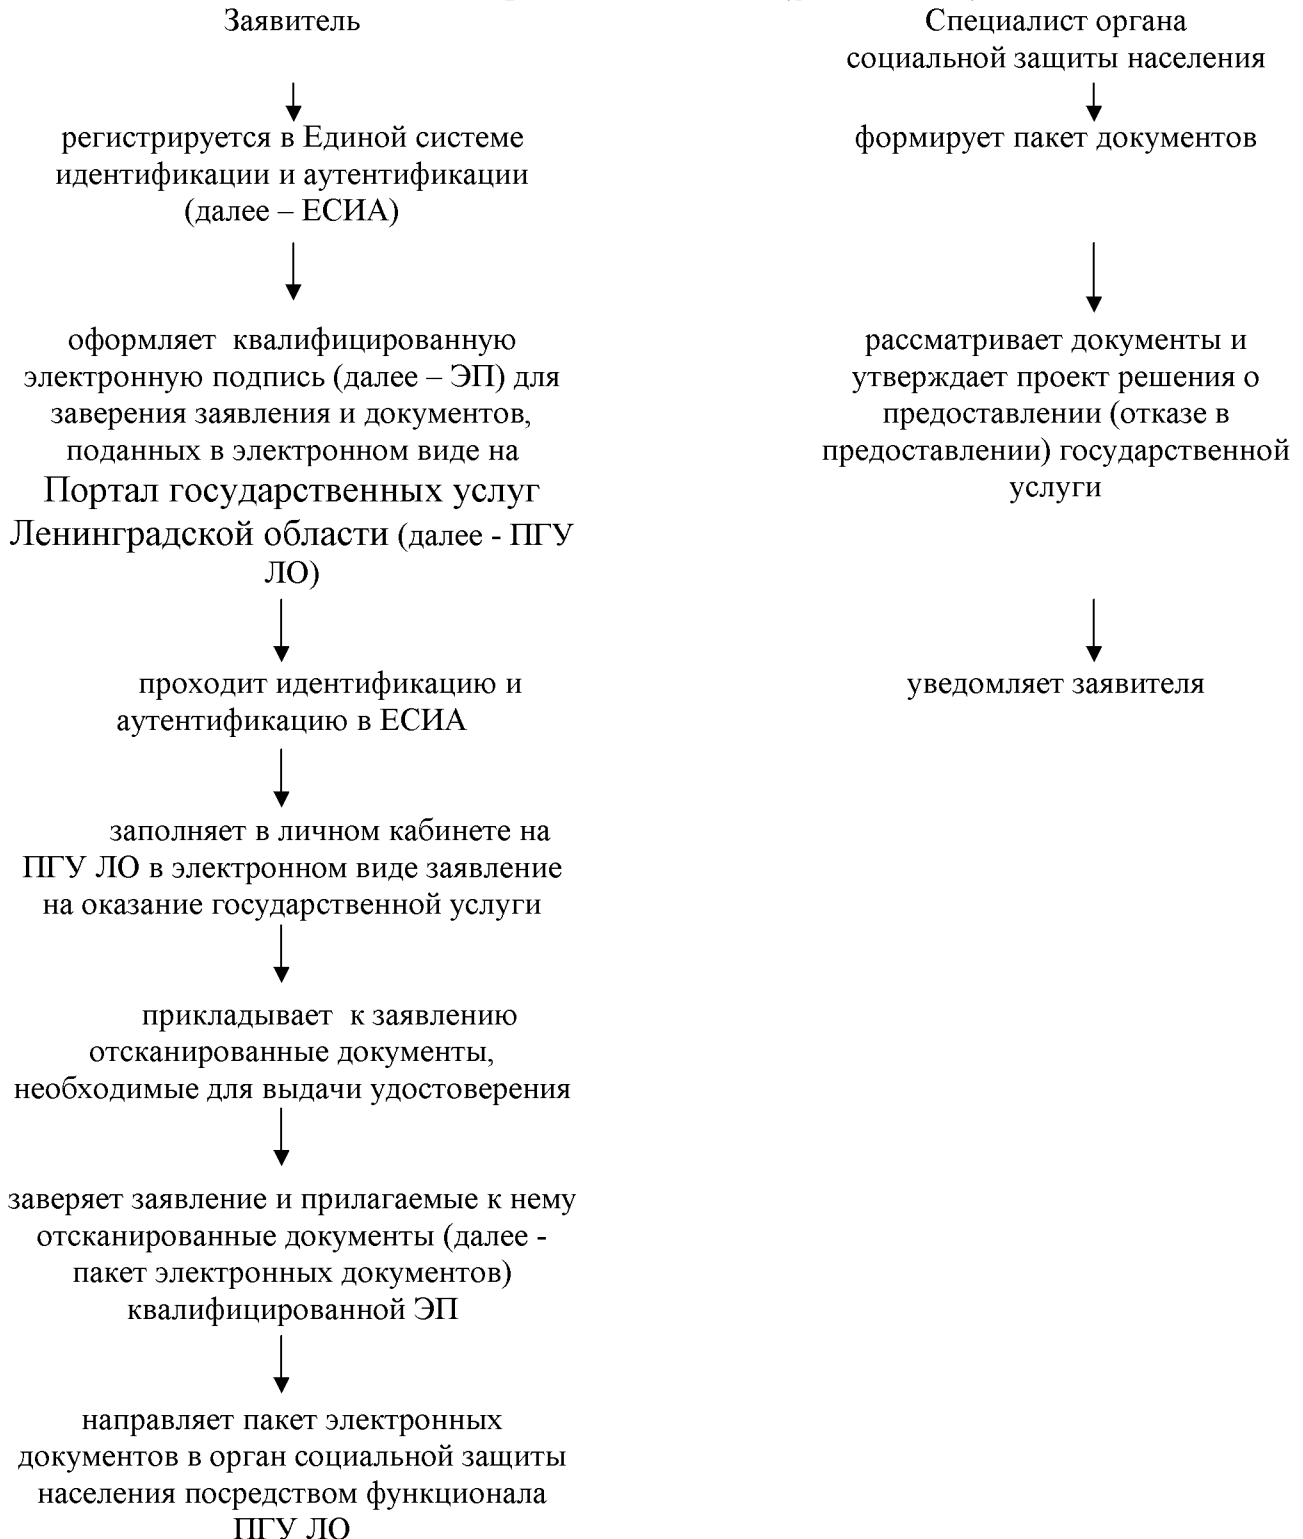 Заявитель
регистрируется в Единой системе
идентификации и аутентификации
(далее – ЕСИА)
оформляет квалифицированную
электронную подпись (далее – ЭП) для
заверения заявления и документов,
поданных в электронном виде на
Портал государственных услуг
Ленинградской области (далее - ПГУ
ЛО)
проходит идентификацию и
аутентификацию в ЕСИА
заполняет в личном кабинете на
ПГУ ЛО в электронном виде заявление
на оказание государственной услуги
прикладывает к заявлению
отсканированные документы,
необходимые для выдачи удостоверения
заверяет заявление и прилагаемые к нему
отсканированные документы (далее -
пакет электронных документов)
квалифицированной ЭП
направляет пакет электронных
документов в орган социальной защиты
населения посредством функционала
ПГУ ЛО
Специалист органа
социальной защиты населения
формирует пакет документов
рассматривает документы и
утверждает проект решения о
предоставлении (отказе в
предоставлении) государственной
услуги
уведомляет заявителя